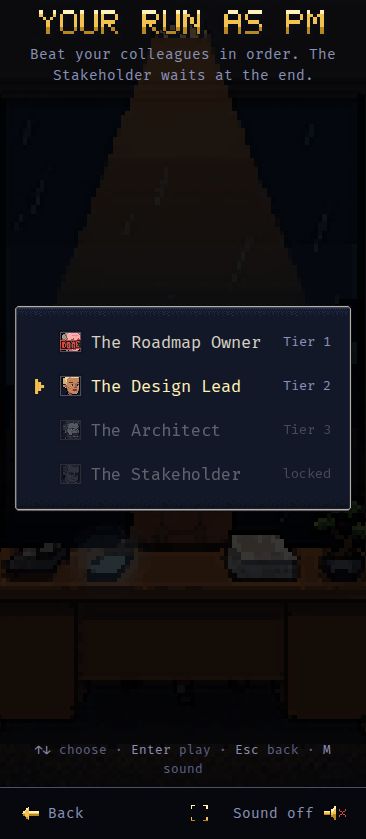 YOUR RUN AS PM
Beat your colleagues in order. The
Stakeholder waits at the end.
The Roadmap Owner Tier 1
The Design Lead Tier 2
The Architect Tier 3
The Stakeholder locked
↑↓ choose · Enter play · Esc back · M
sound
Back Sound off